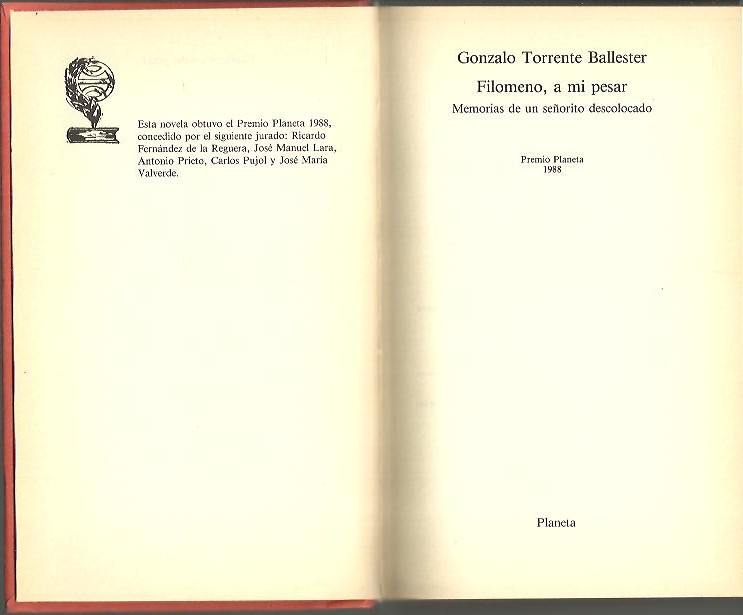 Esta novela obtuvo el Premio Planeta 1988,
concedido por el siguiente jurado: Ricardo
Fernández de la Reguera, José Manuel Lara,
Antonio Prieto, Carlos Pujol y José María
Valverde.
Gonzalo Torrente Ballester
Filomeno, a mi pesar
Memorias de un señorito descolocado
Premio Planeta
1988
Planeta